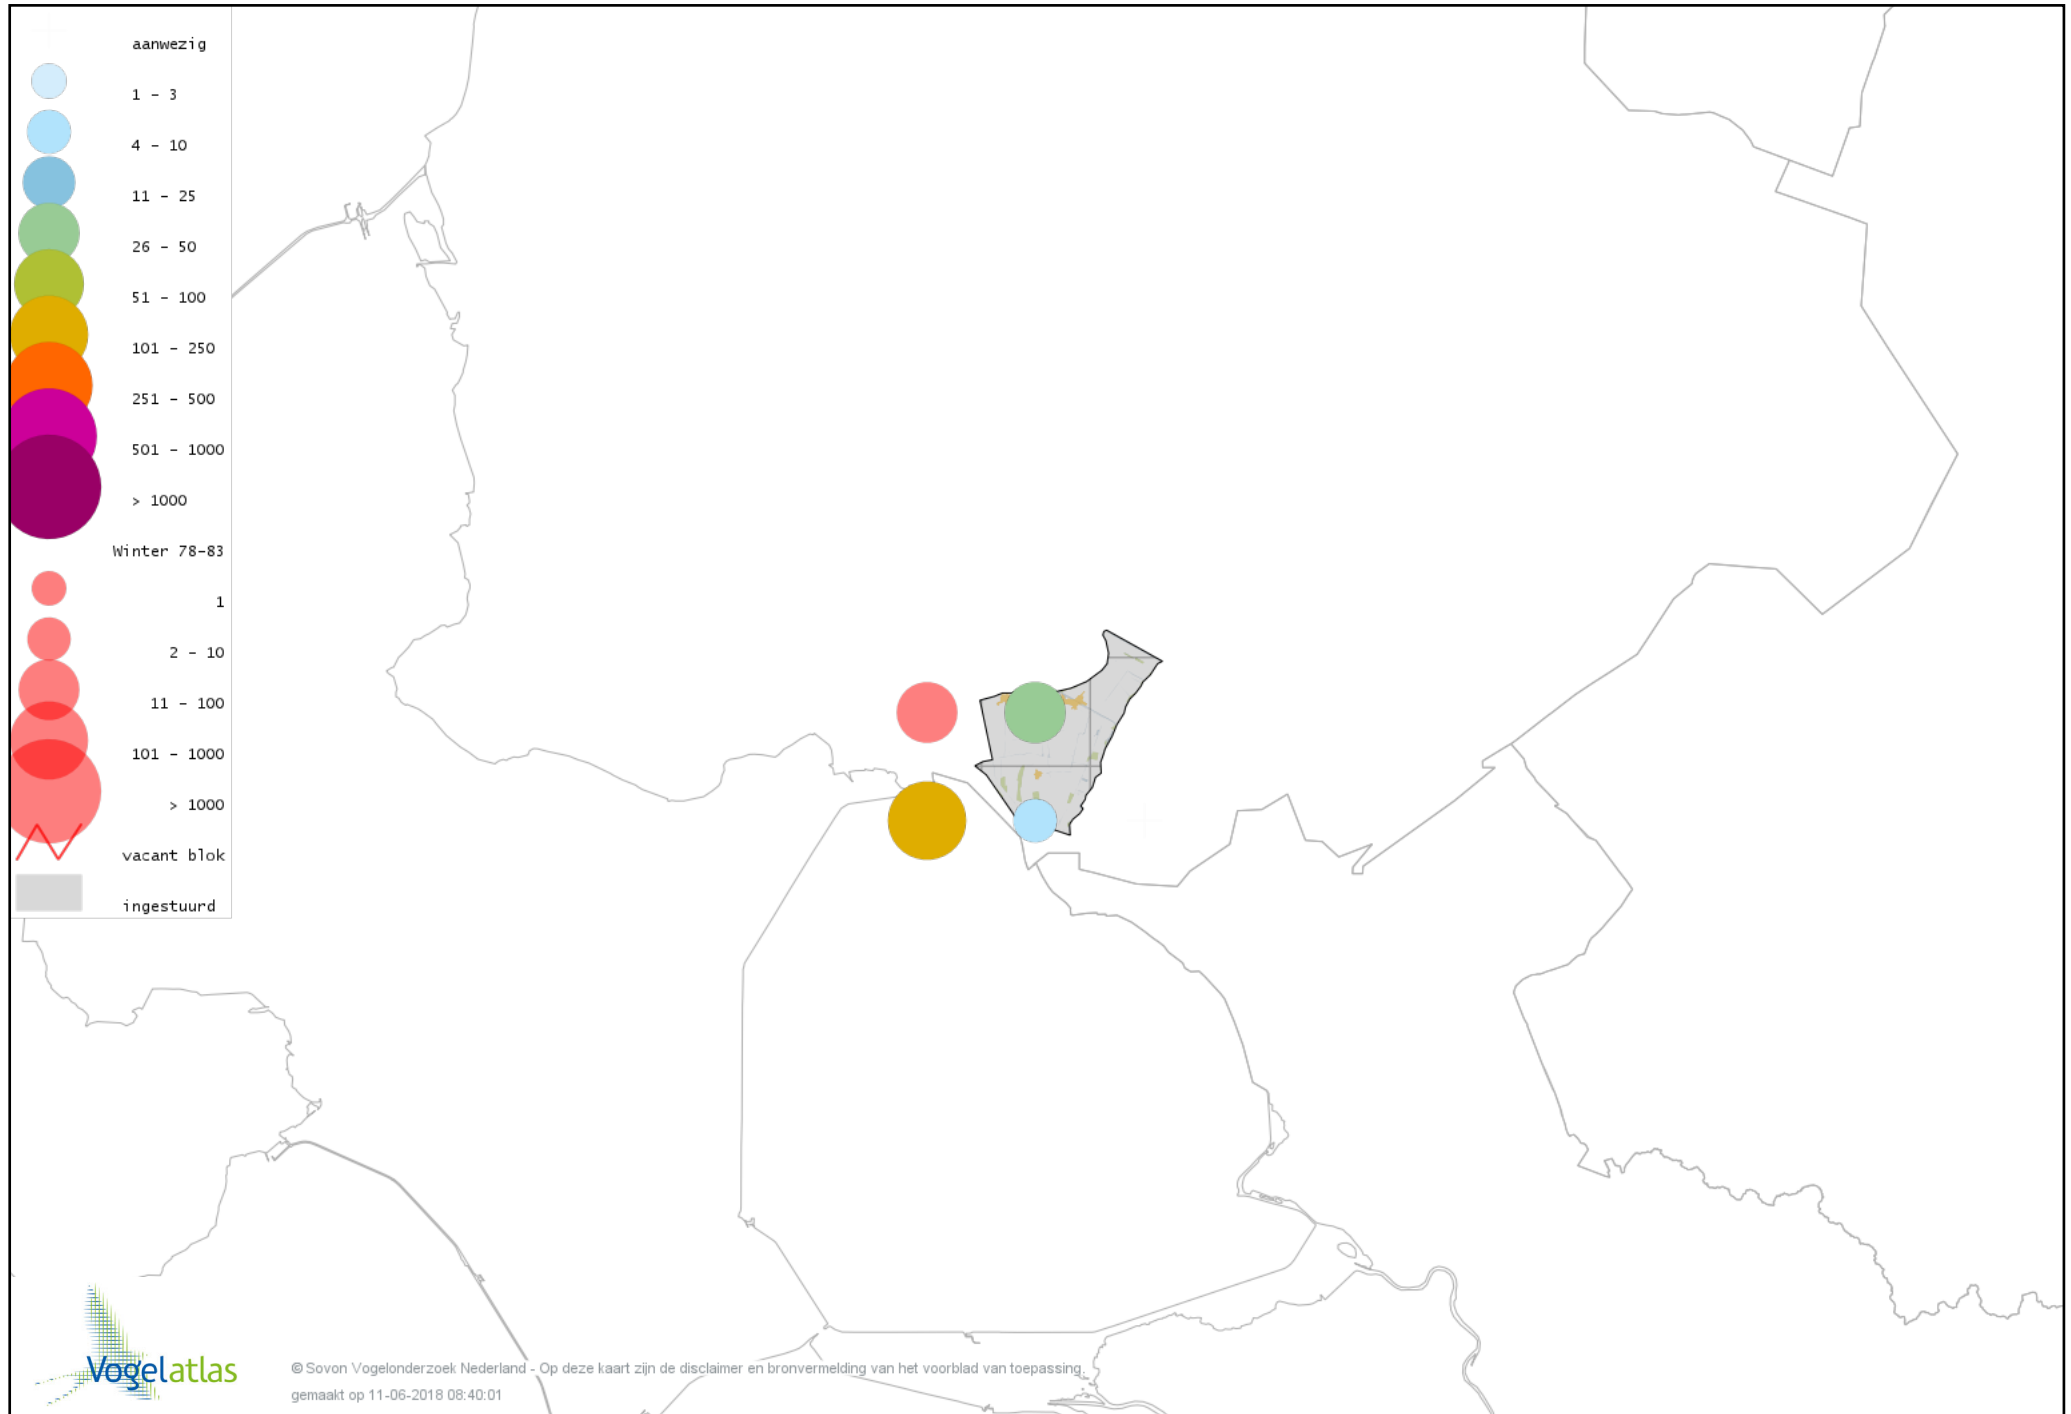 aanwezig
1 - 3
4 - 10
11 - 25
26 - 50
51 - 100
101 - 250
251 - 500
501 - 1000
> 1000
Winter 78-83
1
2 - 10
11 - 100
101 - 1000
> 1000
vacant blok
ingestuurd
Vogelatlas
© Sovon Vogelonderzoek Nederland - Op deze kaart zijn de disclaimer en bronvermelding van het voorblad van toepassing.
gemaakt op 11-06-2018 08:40:01